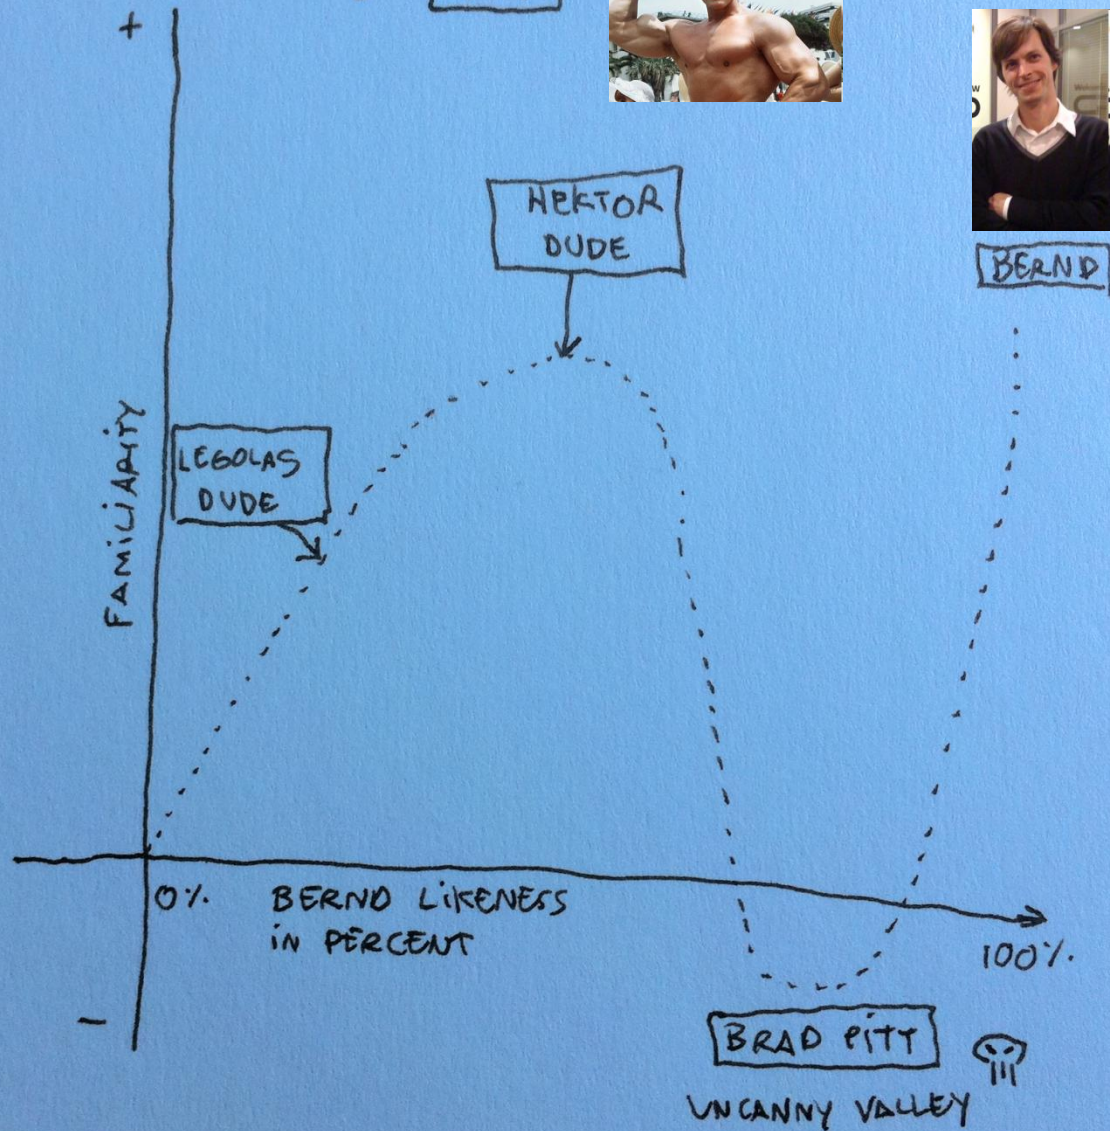 +
HEKTOR
DUDE
BERND
LEGOLAS
DUDE
FAMILIARITY
0%
BERND LIKENESS
IN PERCENT
100%
−
BRAD PITT
UNCANNY VALLEY